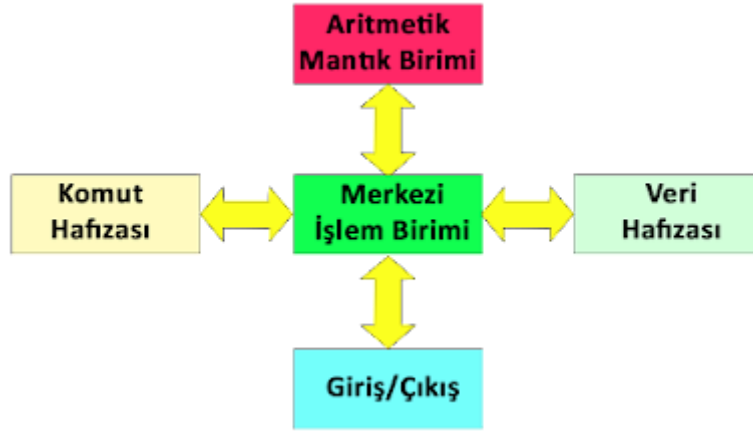 Aritmetik
Mantık Birimi
Komut
Hafızası
Merkezi
İşlem Birimi
Veri
Hafızası
Giriş/Çıkış